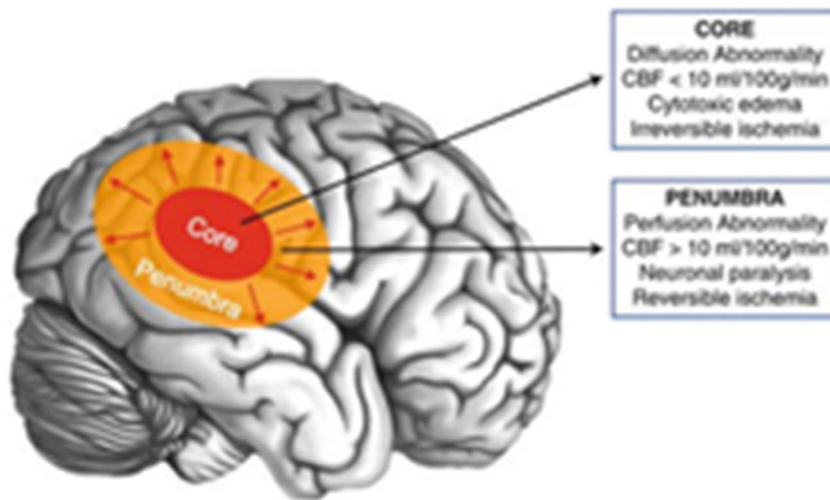 Core
Penumbra
CORE
Diffusion Abnormality
CBF < 10 ml/100g/min
Cytotoxic edema
Irreversible ischemia
PENUMBRA
Perfusion Abnormality
CBF > 10 ml/100g/min
Neuronal paralysis
Reversible ischemia